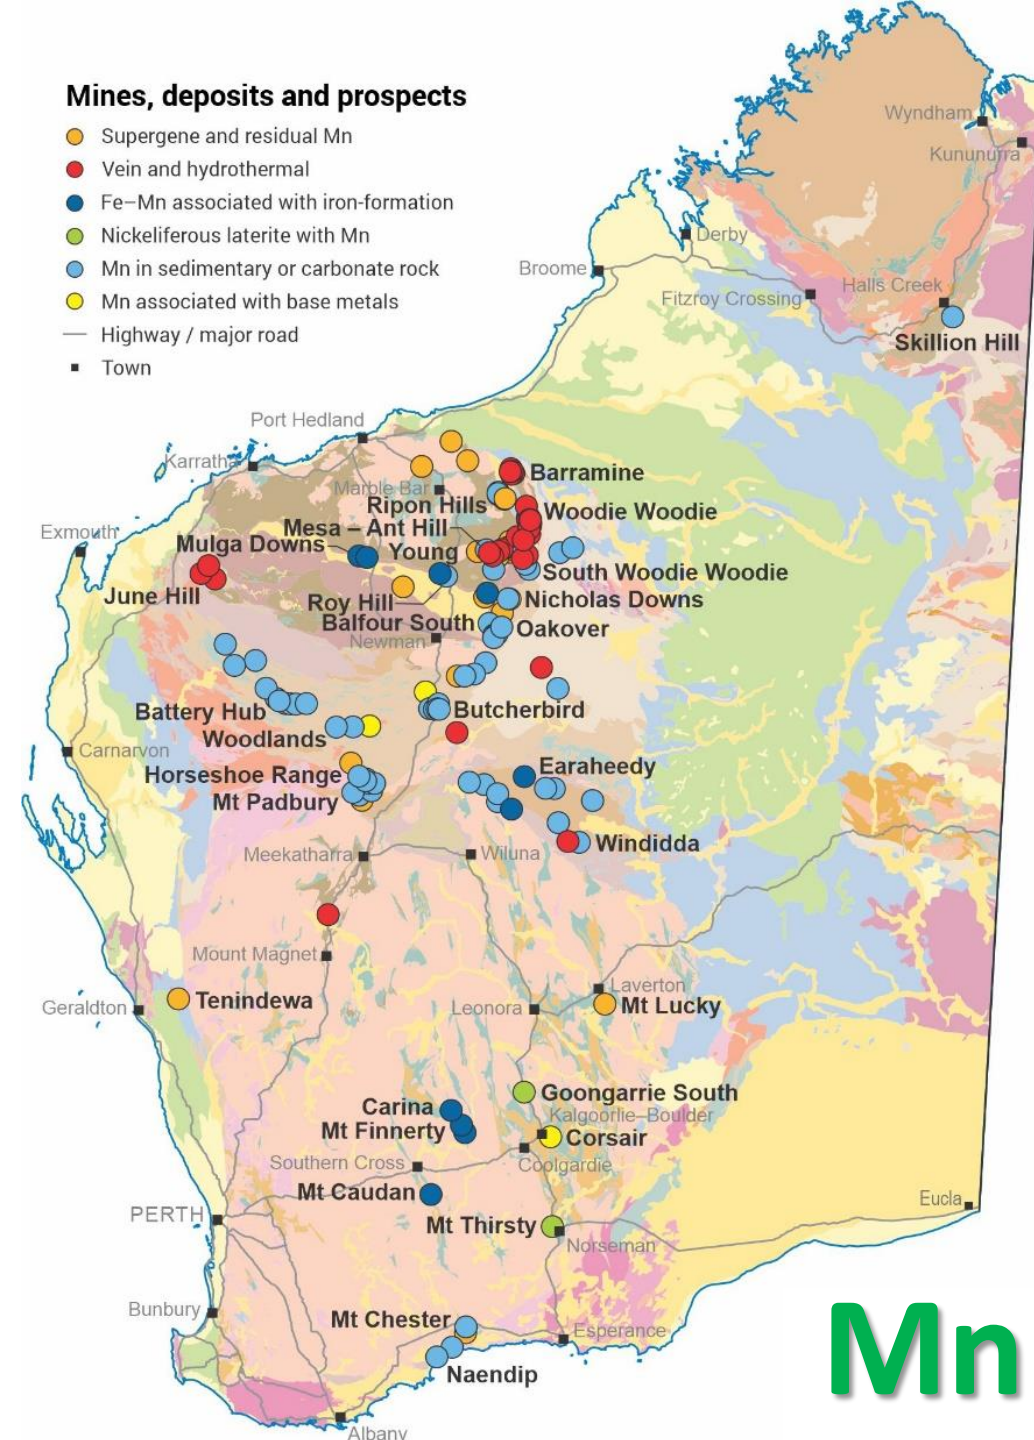 Mines, deposits and prospects
Supergene and residual Mn
Vein and hydrothermal
Fe–Mn associated with iron-formation
Nickeliferous laterite with Mn
Mn in sedimentary or carbonate rock
Mn associated with base metals
Highway / major road
Town
Wyndham
Kununurra
Derby
Broome
Fitzroy Crossing
Halls Creek
Skillion Hill
Port Hedland
Karratha
Marble Bar
Barramine
Ripon Hills
Woodie Woodie
Exmouth
Mesa – Ant Hill
Mulga Downs
Young
South Woodie Woodie
June Hill
Roy Hill
Nicholas Downs
Balfour South
Oakover
Newman
Battery Hub
Butcherbird
Woodlands
Carnarvon
Horseshoe Range
Earaheedy
Mt Padbury
Meekatharra
Wiluna
Windidda
Mount Magnet
Geraldton
Tenindewa
Leonora
Laverton
Mt Lucky
Goongarrie South
Carina
Kalgoorlie–Boulder
Mt Finnerty
Corsair
Southern Cross
Coolgardie
Mt Caudan
PERTH
Mt Thirsty
Eucla
Norseman
Bunbury
Mt Chester
Esperance
Naendip
Albany
Mn